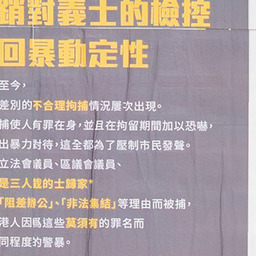 銷對義士的檢控
回暴動定性
至今，
差別的不合理拘捕情況層次出現。
捕使人有罪在身，並且在拘留期間加以恐嚇，
出暴力對待，這全都為了壓制市民發聲。
立法會議員、區議會議員、
是三人親的士歸家*
「阻差辦公」、「非法集結」等理由而被捕，
港人因為這些莫須有的罪名而
同程度的警暴。